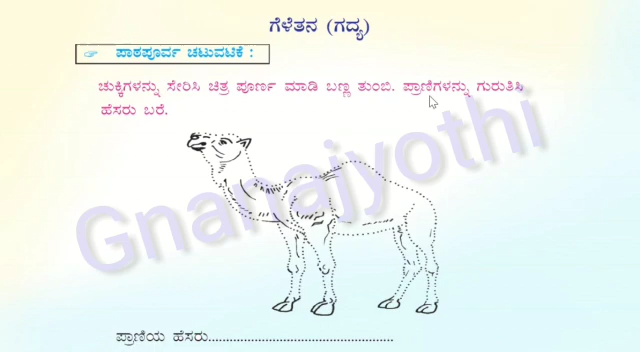 ಗೆಳೆತನ (ಗದ್ಯ)
☞ ಪಾಠಪೂರ್ವ ಚಟುವಟಿಕೆ :
ಚುಕ್ಕಿಗಳನ್ನು ಸೇರಿಸಿ ಚಿತ್ರ ಪೂರ್ಣ ಮಾಡಿ ಬಣ್ಣ ತುಂಬಿ. ಪ್ರಾಣಿಗಳನ್ನು ಗುರುತಿಸಿ
ಹೆಸರು ಬರೆ.
Gnanajyothi
ಪ್ರಾಣಿಯ ಹೆಸರು....................................................